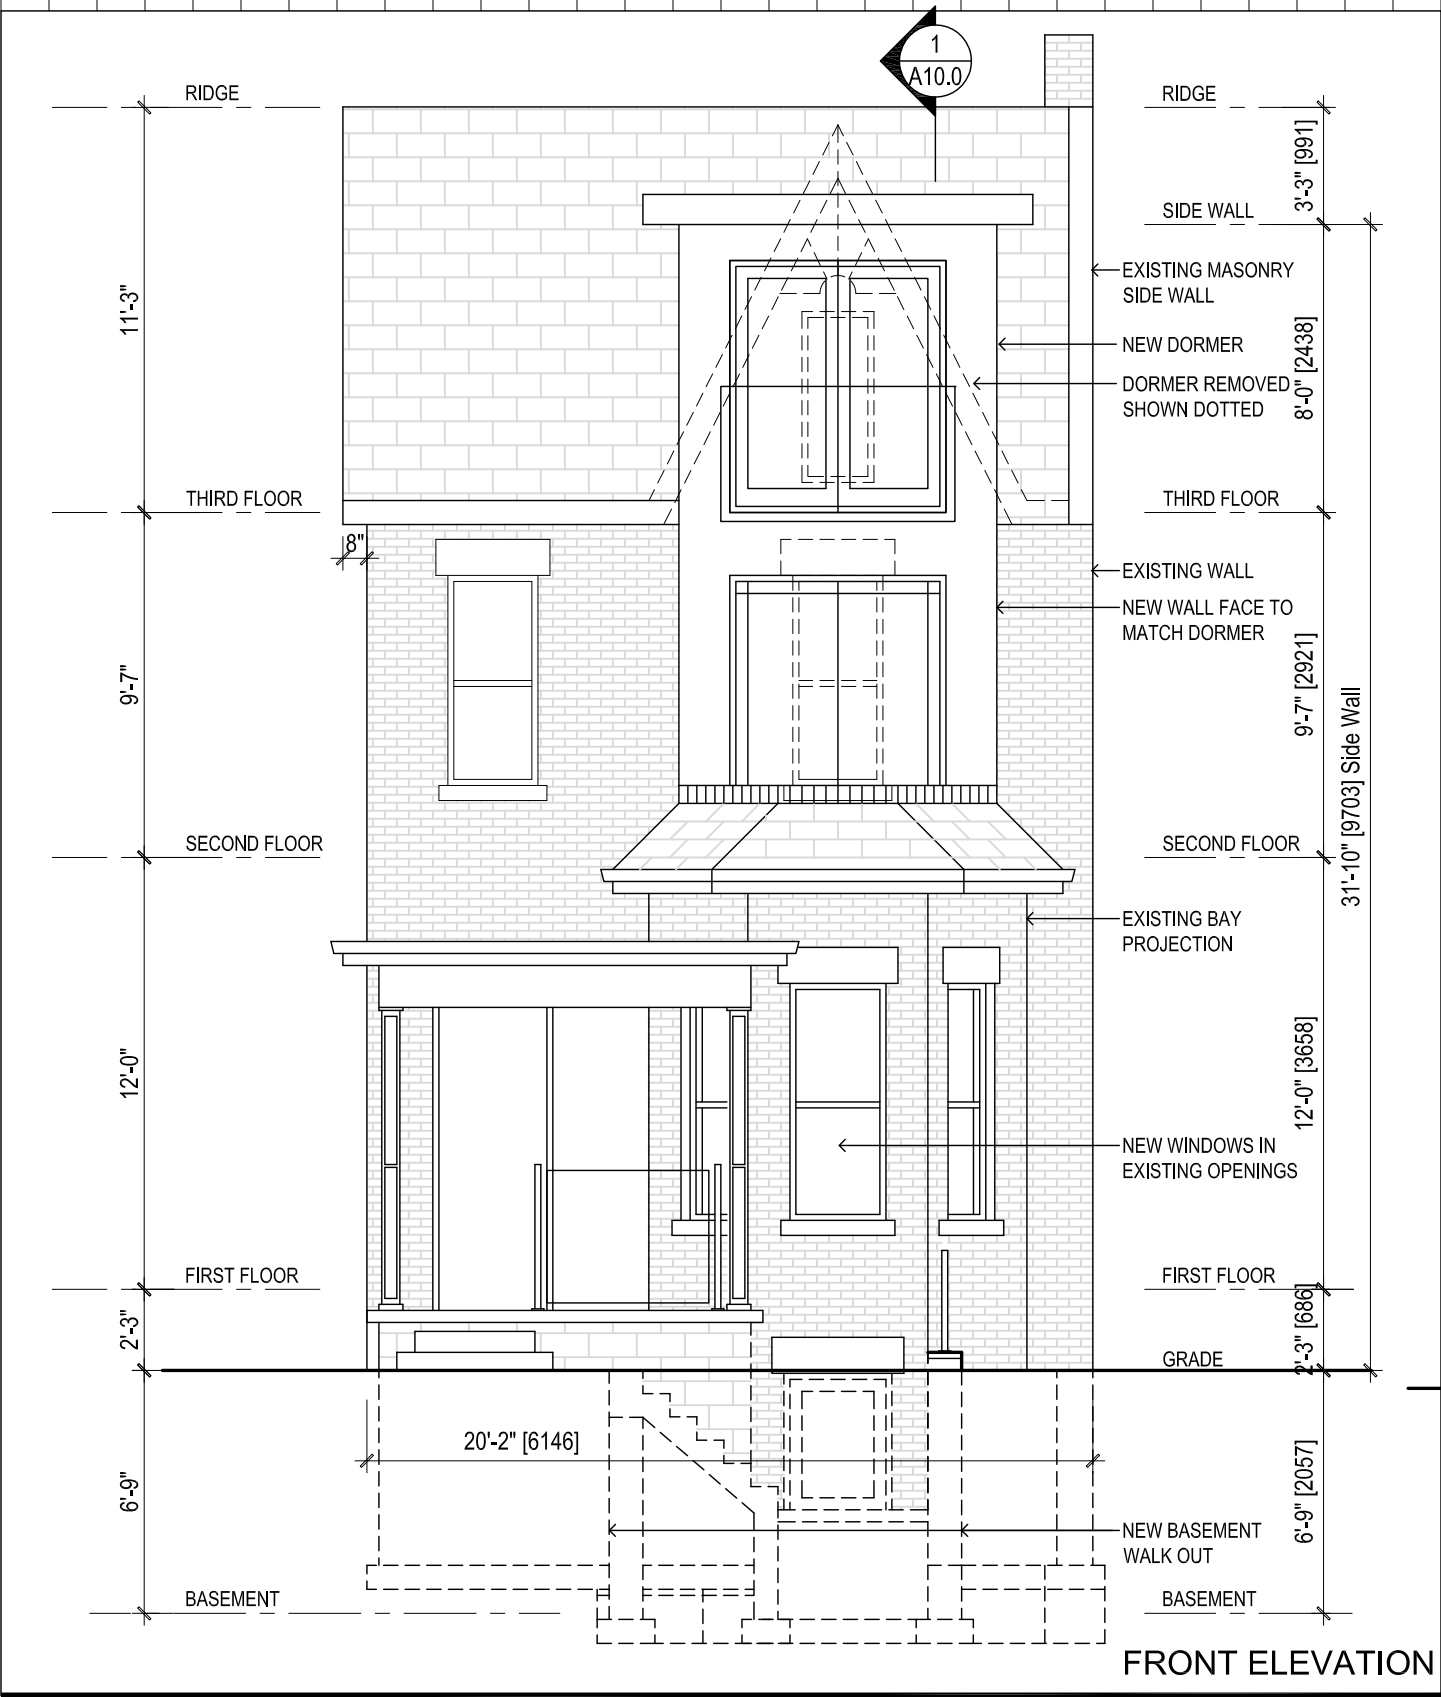 1
A10.0
RIDGE
RIDGE
3'-3" [991]
SIDE WALL
EXISTING MASONRY
SIDE WALL
11'-3"
NEW DORMER
8'-0" [2438]
DORMER REMOVED
SHOWN DOTTED
THIRD FLOOR
THIRD FLOOR
8"
EXISTING WALL
NEW WALL FACE TO
MATCH DORMER
9'-7"
9'-7" [2921]
31'-10" [9703] Side Wall
SECOND FLOOR
SECOND FLOOR
EXISTING BAY
PROJECTION
12'-0"
12'-0" [3658]
NEW WINDOWS IN
EXISTING OPENINGS
FIRST FLOOR
FIRST FLOOR
2'-3"
2'-3" [686]
GRADE
20'-2" [6146]
6'-9"
6'-9" [2057]
NEW BASEMENT
WALK OUT
BASEMENT
BASEMENT
FRONT ELEVATION